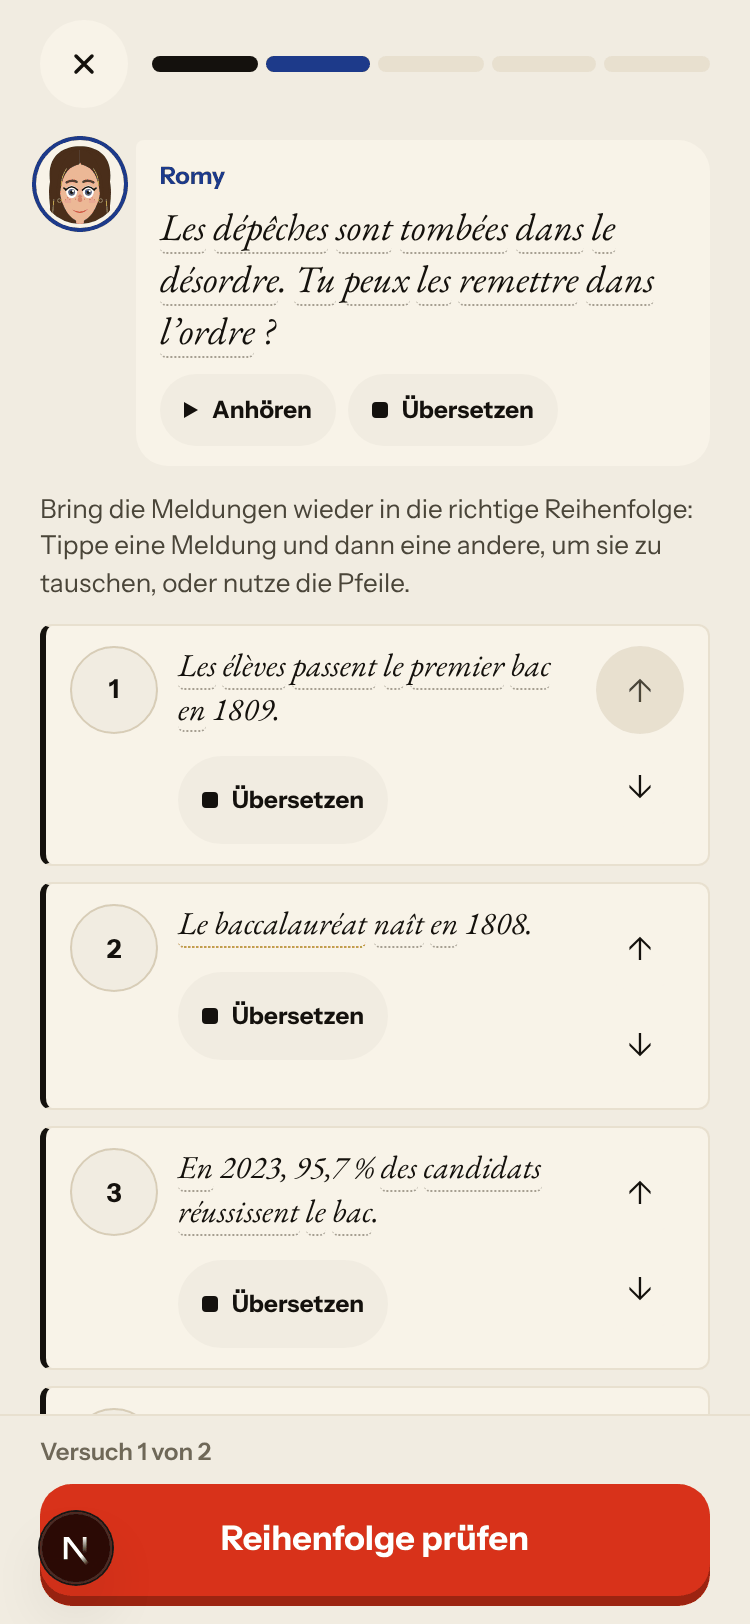 Romy
Les dépêches sont tombées dans le
désordre. Tu peux les remettre dans
l’ordre ?
Anhören
Übersetzen
Bring die Meldungen wieder in die richtige Reihenfolge:
Tippe eine Meldung und dann eine andere, um sie zu
tauschen, oder nutze die Pfeile.
1
Les élèves passent le premier bac
en 1809.
Übersetzen
2
Le baccalauréat naît en 1808.
Übersetzen
3
En 2023, 95,7 % des candidats
réussissent le bac.
Übersetzen
Versuch 1 von 2
Reihenfolge prüfen
N